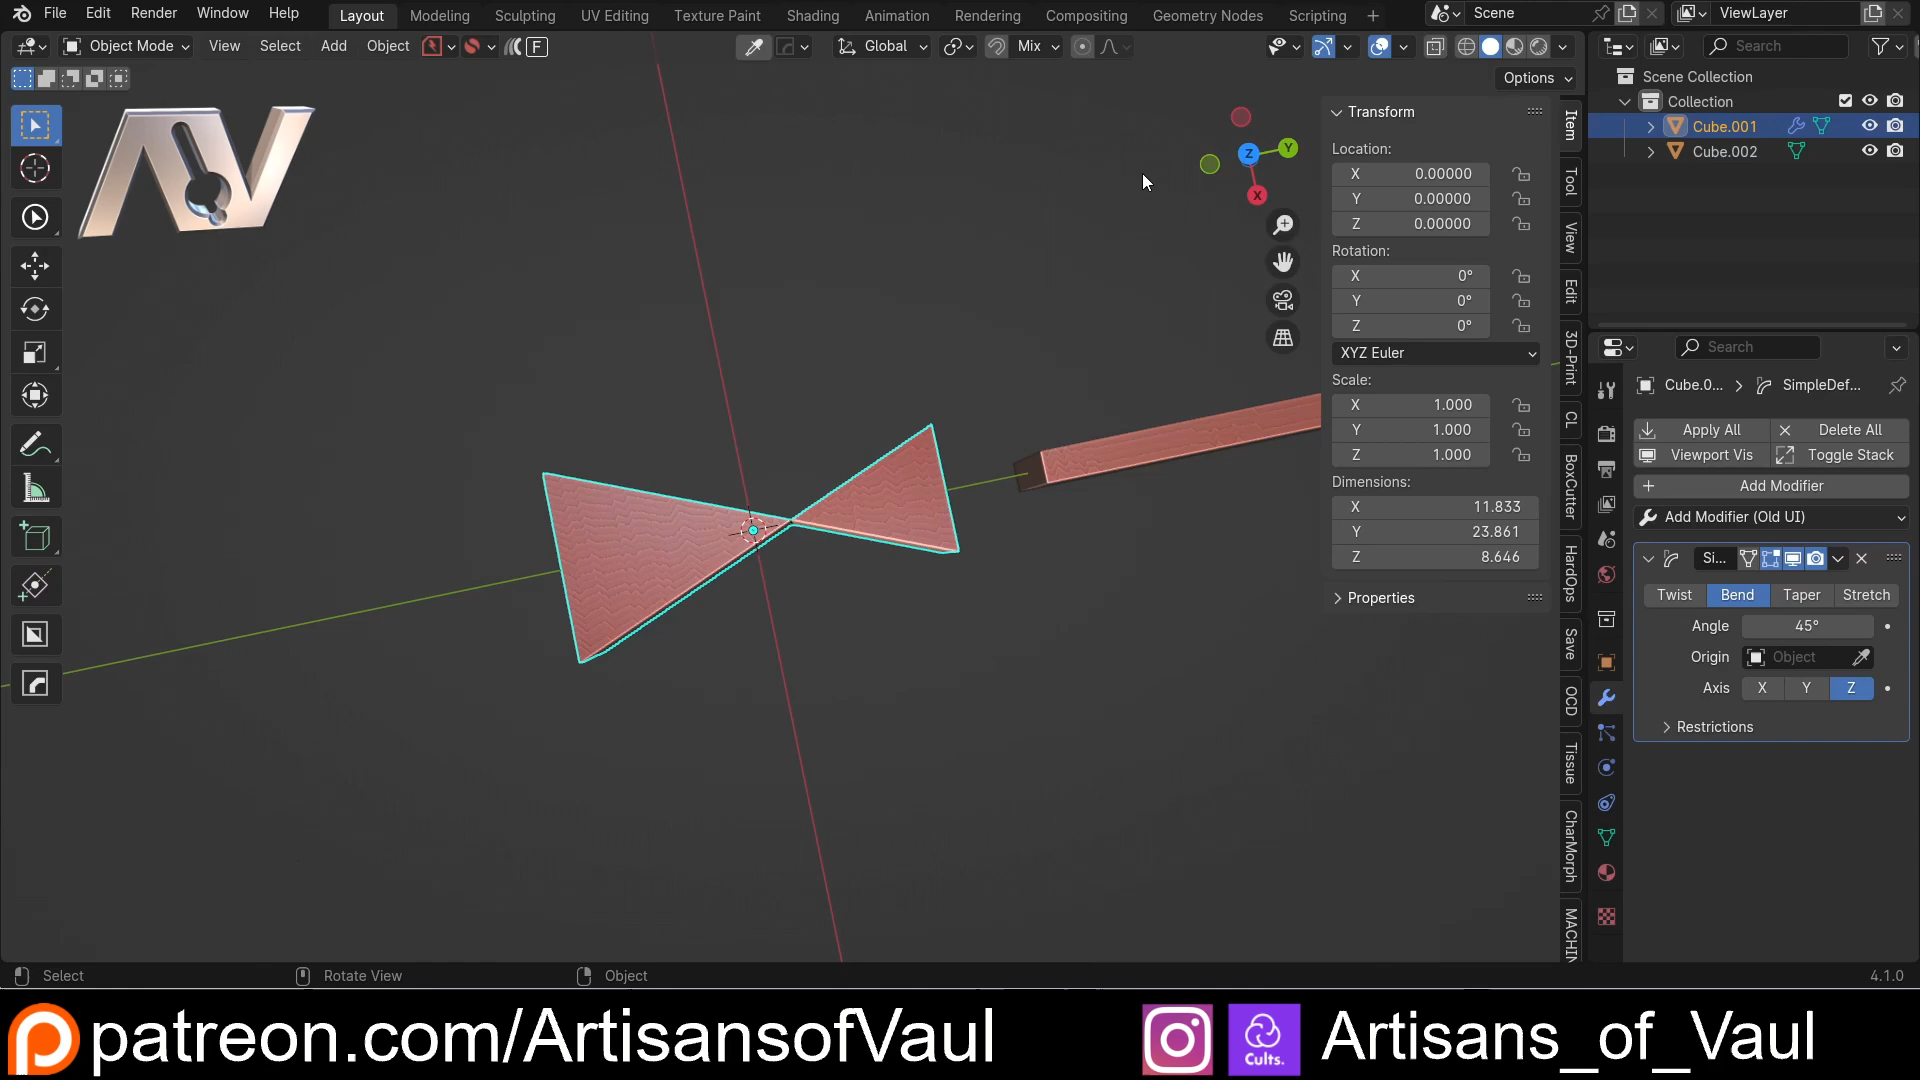 File Edit Render Window Help Layout Modeling Sculpting UV Editing Texture Paint Shading Animation Rendering Compositing Geometry Nodes Scripting + Scene ViewLayer
Object Mode View Select Add Object F Global Mix Search
Options
Scene Collection
Collection
Cube.001
Cube.002
AV
Z Y X
Transform
Location:
X 0.00000
Y 0.00000
Z 0.00000
Rotation:
X 0°
Y 0°
Z 0°
XYZ Euler
Scale:
X 1.000
Y 1.000
Z 1.000
Dimensions:
X 11.833
Y 23.861
Z 8.646
Properties
Item
Tool
View
Edit
3D-Print
CL
BoxCutter
HardOps
Save
OCD
Tissue
CharMorph
MACHIN
Search
Cube.0... SimpleDef...
Apply All Delete All
Viewport Vis Toggle Stack
Add Modifier
Add Modifier (Old UI)
Si...
Twist Bend Taper Stretch
Angle 45°
Origin Object
Axis X Y Z
Restrictions
Select Rotate View Object 4.1.0
patreon.com/ArtisansofVaul Cults. Artisans_of_Vaul